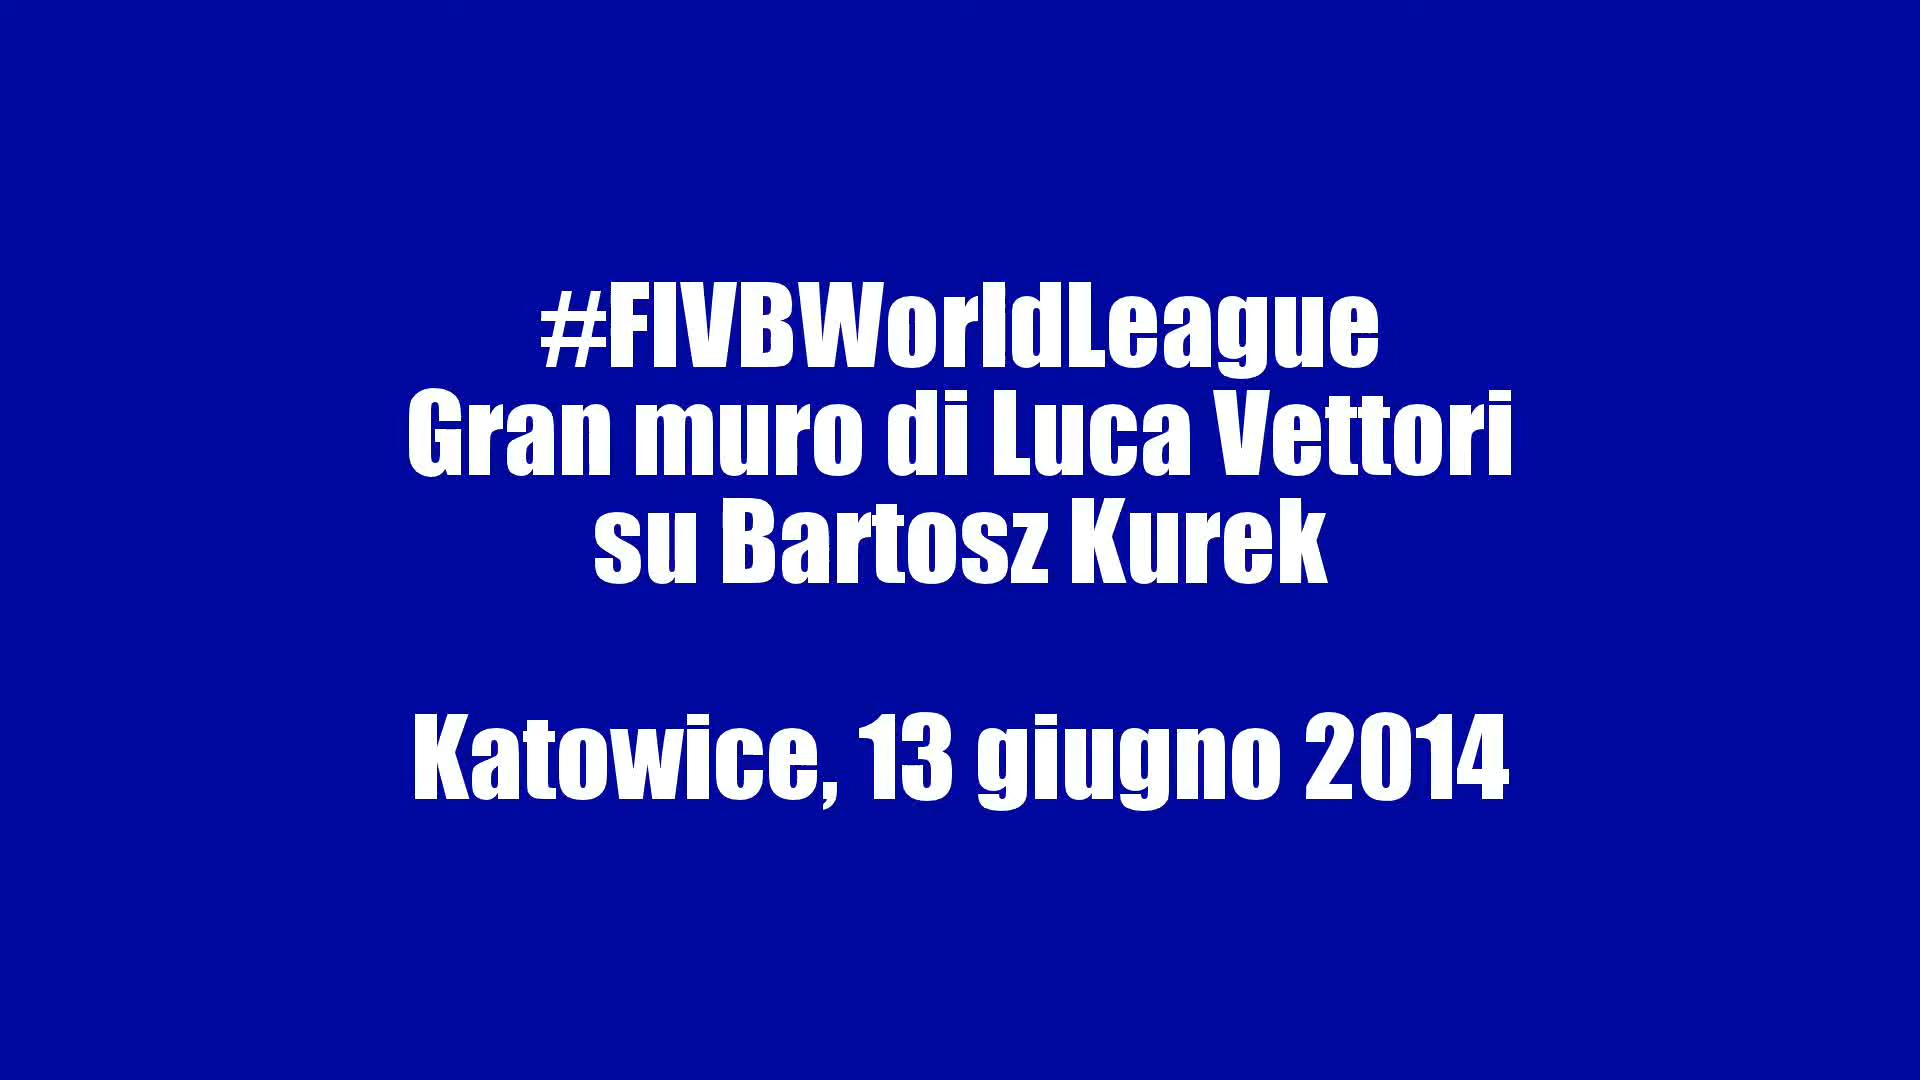 #FIVBWorldLeague
Gran muro di Luca Vettori
su Bartosz Kurek
Katowice, 13 giugno 2014